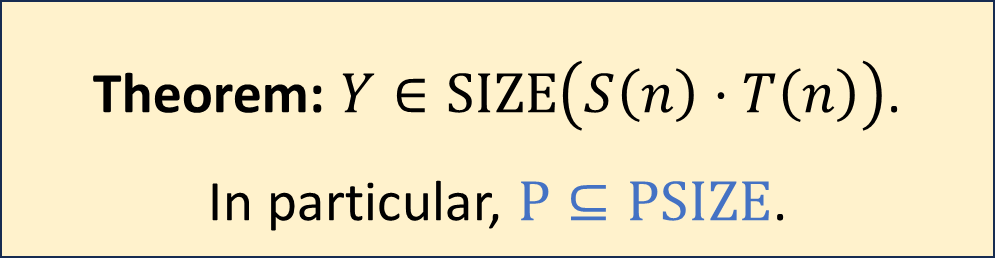 Theorem: Y ∈ SIZE(S(n) · T(n)).
In particular, P ⊆ PSIZE.